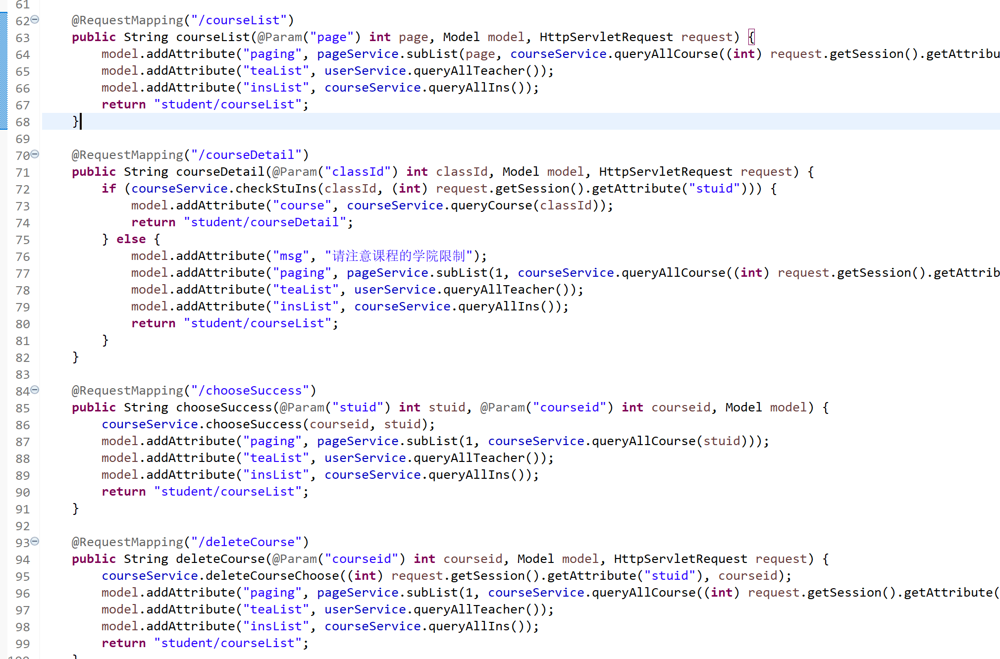 61
62 @RequestMapping("/courseList")
63 public String courseList(@Param("page") int page, Model model, HttpServletRequest request) {
64 model.addAttribute("paging", pageService.subList(page, courseService.queryAllCourse((int) request.getSession().getAttribu
65 model.addAttribute("teaList", userService.queryAllTeacher());
66 model.addAttribute("insList", courseService.queryAllIns());
67 return "student/courseList";
68 }
69
70 @RequestMapping("/courseDetail")
71 public String courseDetail(@Param("classId") int classId, Model model, HttpServletRequest request) {
72 if (courseService.checkStuIns(classId, (int) request.getSession().getAttribute("stuid"))) {
73 model.addAttribute("course", courseService.queryCourse(classId));
74 return "student/courseDetail";
75 } else {
76 model.addAttribute("msg", "请注意课程的学院限制");
77 model.addAttribute("paging", pageService.subList(1, courseService.queryAllCourse((int) request.getSession().getAttrib
78 model.addAttribute("teaList", userService.queryAllTeacher());
79 model.addAttribute("insList", courseService.queryAllIns());
80 return "student/courseList";
81 }
82 }
83
84 @RequestMapping("/chooseSuccess")
85 public String chooseSuccess(@Param("stuid") int stuid, @Param("courseid") int courseid, Model model) {
86 courseService.chooseSuccess(courseid, stuid);
87 model.addAttribute("paging", pageService.subList(1, courseService.queryAllCourse(stuid)));
88 model.addAttribute("teaList", userService.queryAllTeacher());
89 model.addAttribute("insList", courseService.queryAllIns());
90 return "student/courseList";
91 }
92
93 @RequestMapping("/deleteCourse")
94 public String deleteCourse(@Param("courseid") int courseid, Model model, HttpServletRequest request) {
95 courseService.deleteCourseChoose((int) request.getSession().getAttribute("stuid"), courseid);
96 model.addAttribute("paging", pageService.subList(1, courseService.queryAllCourse((int) request.getSession().getAttribute(
97 model.addAttribute("teaList", userService.queryAllTeacher());
98 model.addAttribute("insList", courseService.queryAllIns());
99 return "student/courseList";